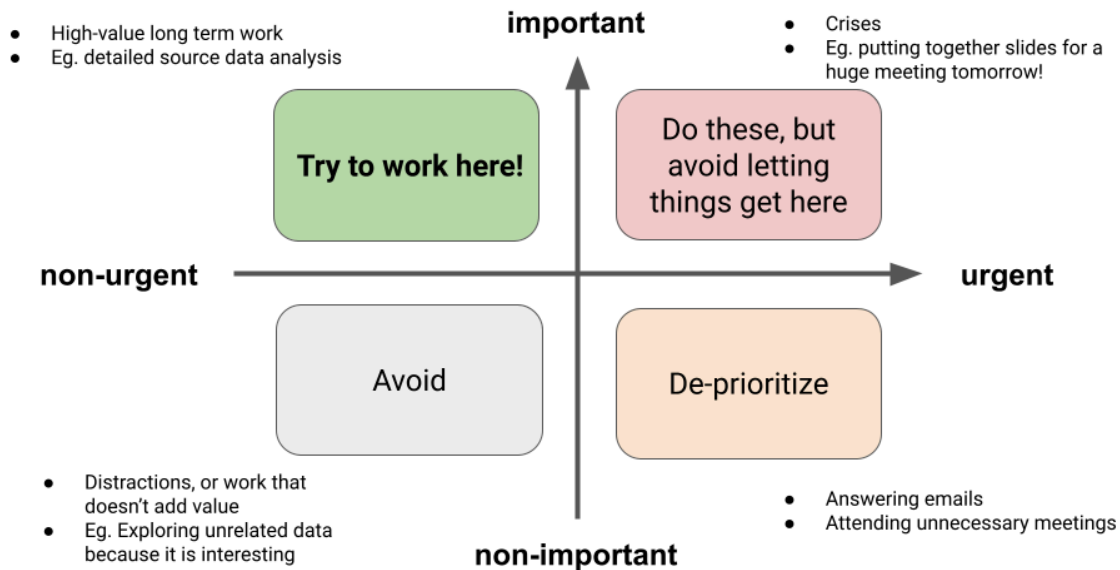 important
● High-value long term work
● Eg. detailed source data analysis
● Crises
● Eg. putting together slides for a
huge meeting tomorrow!
Try to work here!
Do these, but
avoid letting
things get here
non-urgent
urgent
Avoid
De-prioritize
● Distractions, or work that
doesn’t add value
● Eg. Exploring unrelated data
because it is interesting
● Answering emails
● Attending unnecessary meetings
non-important